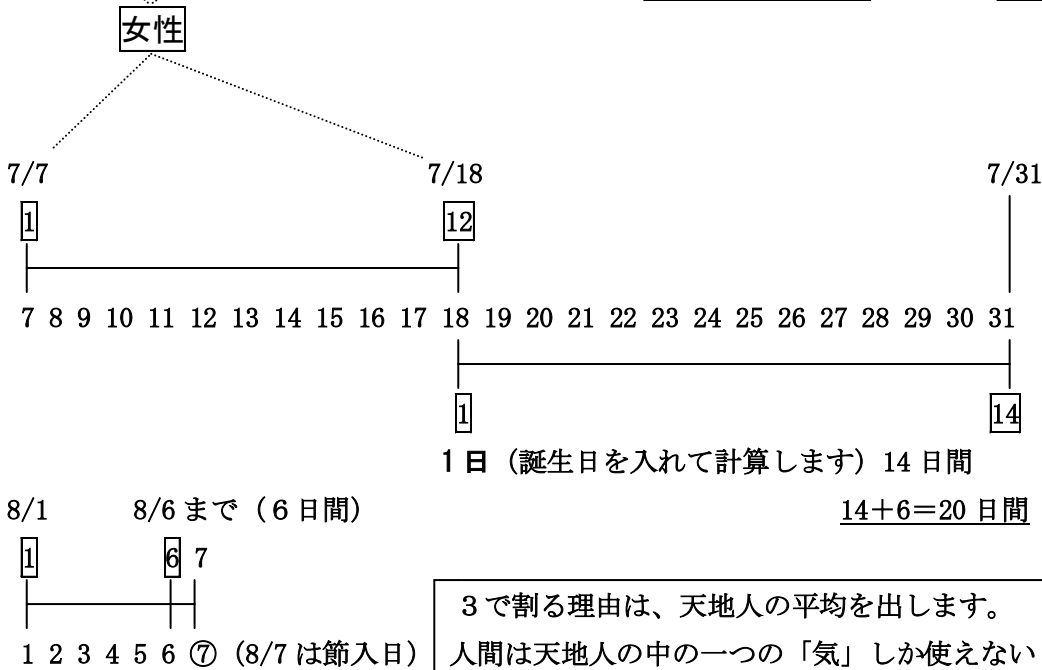 女性
7/7 7/18 7/31
1 12
7 8 9 10 11 12 13 14 15 16 17 18 19 20 21 22 23 24 25 26 27 28 29 30 31
1 14
1日（誕生日を入れて計算します）14日間
8/1 8/6まで（６日間） 14＋6＝20日間
1 6 7
1 2 3 4 5 6 ⑦（8/7は節入日）
３で割る理由は、天地人の平均を出します。
人間は天地人の中の一つの「気」しか使えない